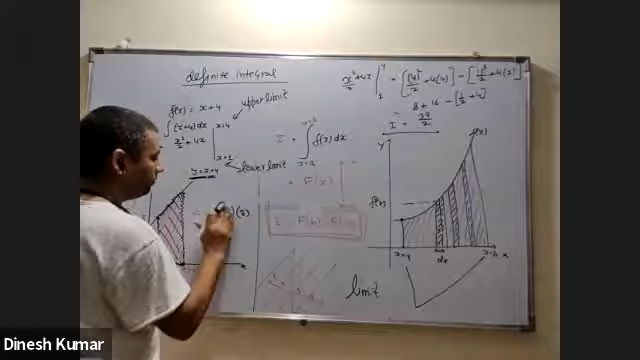 definite integral
f(x) = x+4
upper limit
∫(x+4)dx | x=4
x²/2 + 4x | x=1
lower limit
y=x+4
(3)
x
I = ∫ f(x) dx
x=b
x=a
= F(x)
I = F(b) - F(a)
x²/2 + 4x |₁⁴ = [(4)²/2 + 4(4)] - [1²/2 + 4(1)]
= 8 + 16 - [1/2 + 4]
I = 39/2
y
f(x)
f(x)
dx
x=b
x
limit
Dinesh Kumar